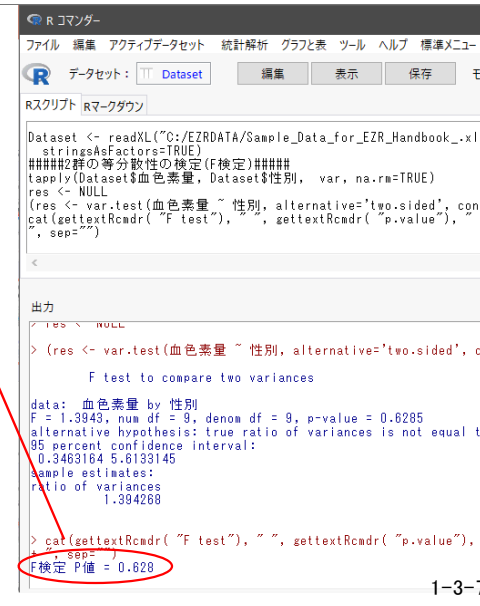 R コマンダー
ファイル 編集 アクティブデータセット 統計解析 グラフと表 ツール ヘルプ 標準メニュー
R データセット: Dataset 編集 表示 保存
Rスクリプト Rマークダウン
Dataset <- readXL("C:/EZRDATA/Sample_Data_for_EZR_Handbook_.xl
stringsAsFactors=TRUE)
#####2群の等分散性の検定(F検定)#####
tapply(Dataset$血色素量, Dataset$性別, var, na.rm=TRUE)
res <- NULL
(res <- var.test(血色素量 ~ 性別, alternative='two.sided', con
cat(gettextRcmdr( "F test"), " ", gettextRcmdr( "p.value"), "
", sep="")
<
出力
> res <- NULL
> (res <- var.test(血色素量 ~ 性別, alternative='two.sided', c
F test to compare two variances
data: 血色素量 by 性別
F = 1.3943, num df = 9, denom df = 9, p-value = 0.6285
alternative hypothesis: true ratio of variances is not equal t
95 percent confidence interval:
0.3463164 5.6133145
sample estimates:
ratio of variances
1.394268
> cat(gettextRcmdr( "F test"), " ", gettextRcmdr( "p.value"),
", sep="")
F検定 P値 = 0.628
1-3-7